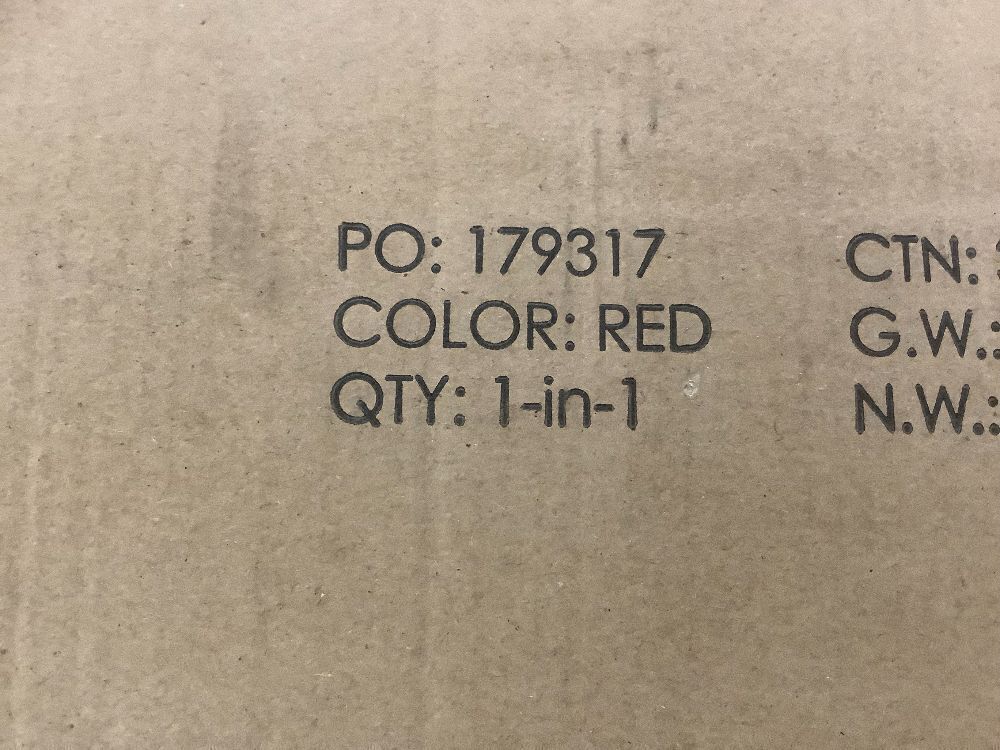 PO: 179317
COLOR: RED
QTY: 1-in-1
CTN:
G.W.:
N.W.: